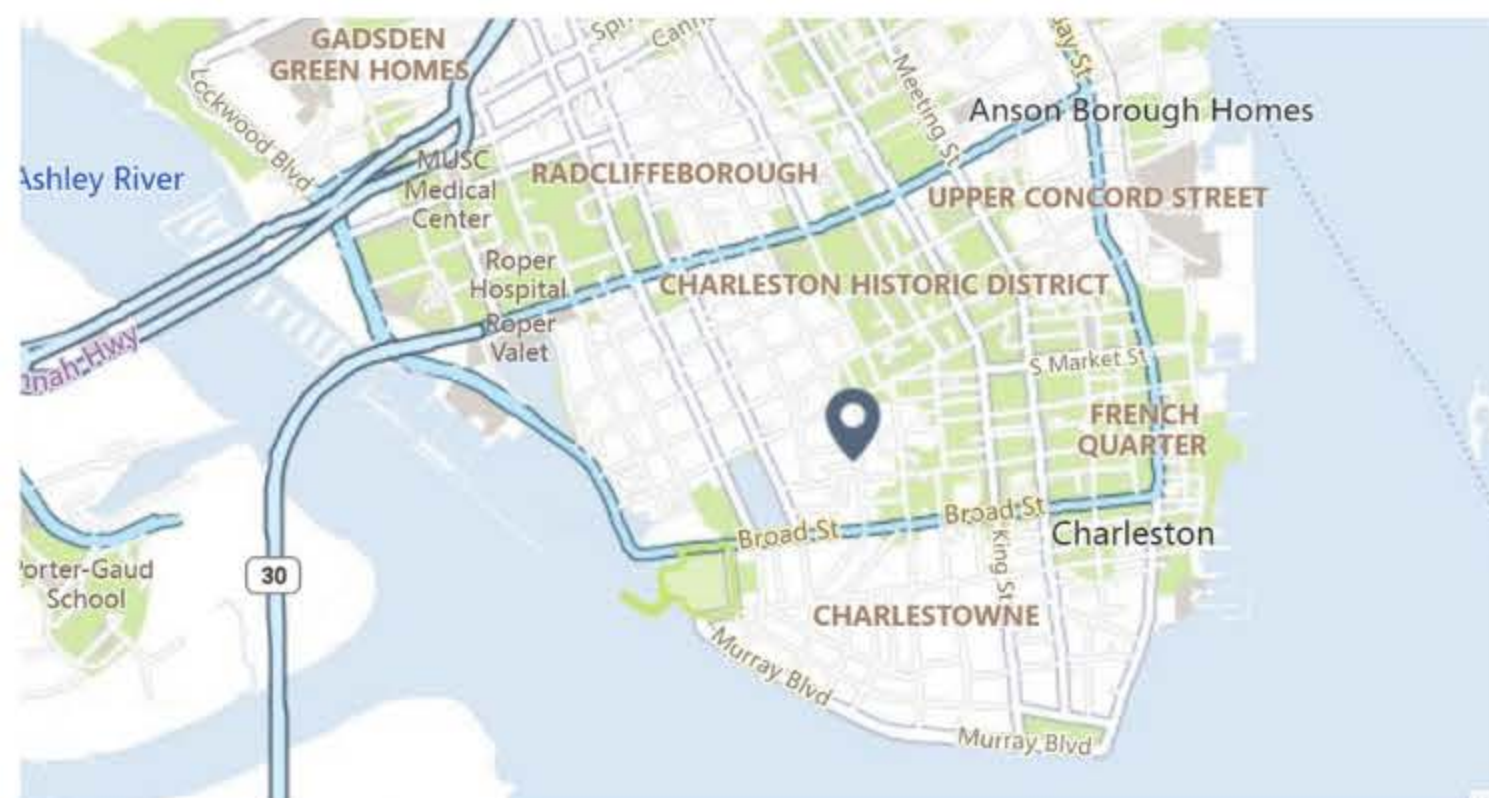 GADSDEN
GREEN HOMES
Lockwood Blvd
Meeting St
Anson Borough Homes
Ashley River
MUSC
Medical
Center
RADCLIFFEBOROUGH
UPPER CONCORD STREET
Roper
Hospital
CHARLESTON HISTORIC DISTRICT
Roper
Valet
S Market St
FRENCH
QUARTER
Broad St
Broad St
King St
Charleston
30
Porter-Gaud
School
CHARLESTOWNE
Murray Blvd
Murray Blvd